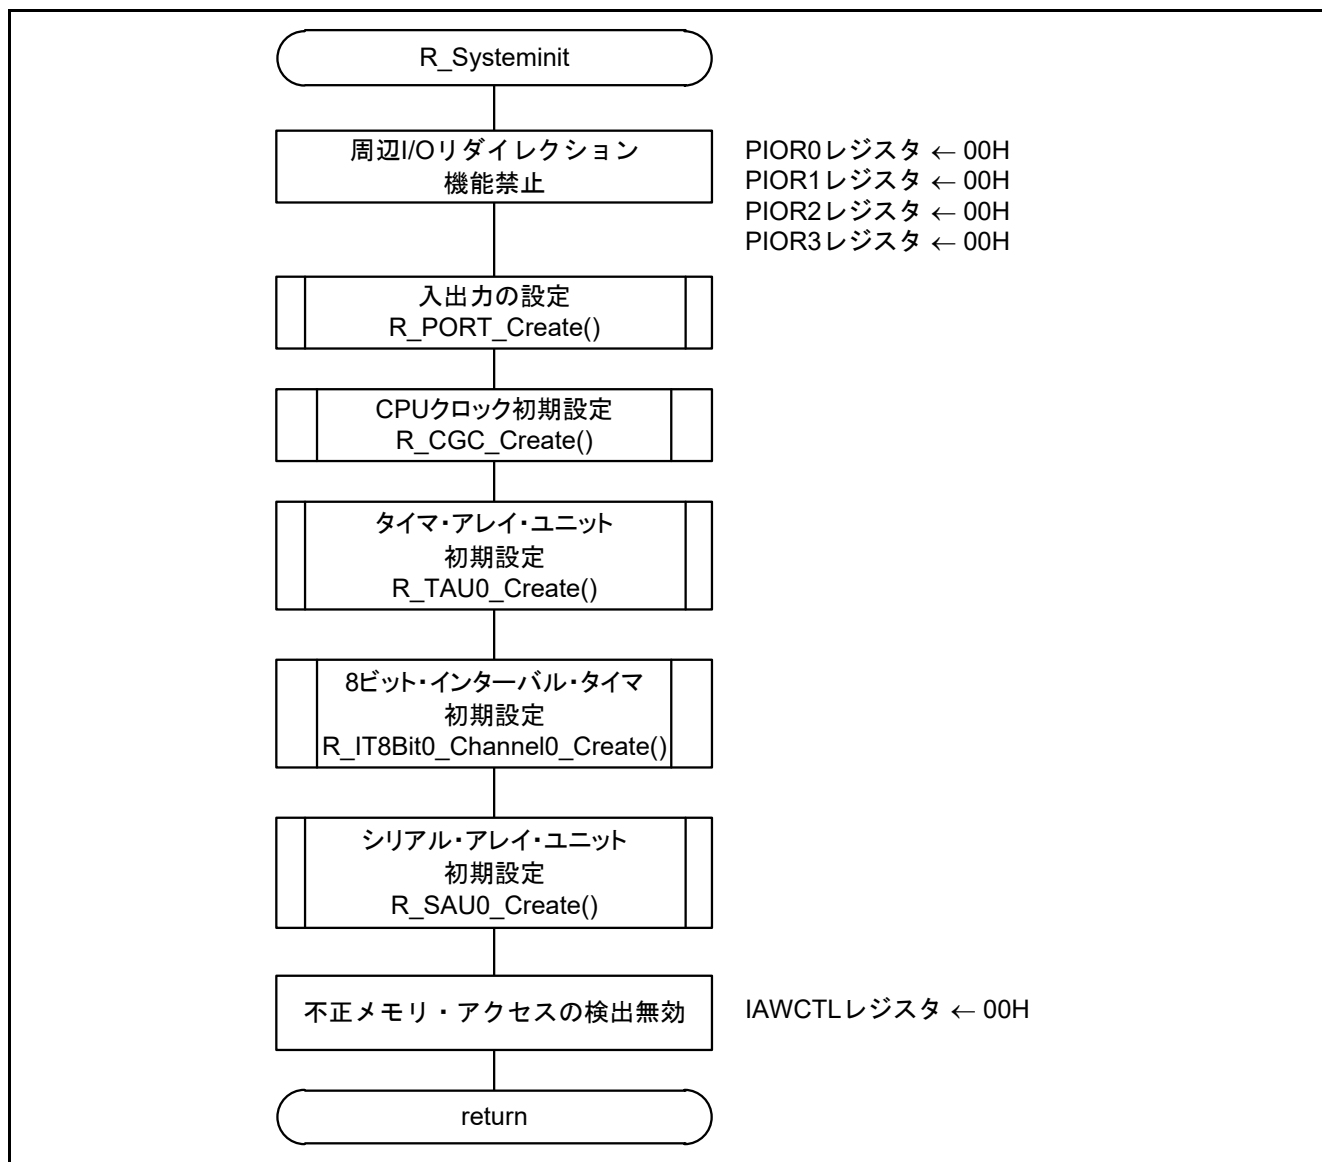 R_Systeminit
周辺I/Oリダイレクション
機能禁止
PIOR0レジスタ ← 00H
PIOR1レジスタ ← 00H
PIOR2レジスタ ← 00H
PIOR3レジスタ ← 00H
入出力の設定
R_PORT_Create()
CPUクロック初期設定
R_CGC_Create()
タイマ・アレイ・ユニット
初期設定
R_TAU0_Create()
8ビット・インターバル・タイマ
初期設定
R_IT8Bit0_Channel0_Create()
シリアル・アレイ・ユニット
初期設定
R_SAU0_Create()
不正メモリ・アクセスの検出無効
IAWCTLレジスタ ← 00H
return